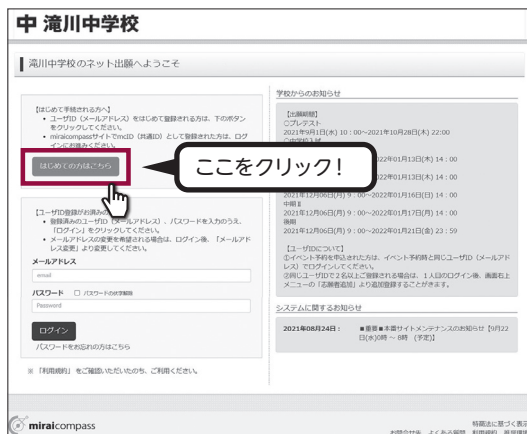 中 滝川中学校
滝川中学校のネット出願へようこそ
【はじめて手続される方へ】
• ユーザID（メールアドレス）をはじめて登録される方は、下のボタン
をクリックしてください。
• miraicompassサイトでmcID（共通ID）として登録された方は、ログ
インにお進みください。
はじめての方はこちら
ここをクリック！
【ユーザID登録がお済みの
• 登録済みのユーザID（メールアドレス）、パスワードを入力のうえ、
「ログイン」をクリックしてください。
• メールアドレスの変更を希望される場合は、ログイン後、「メールアド
レス変更」より変更してください。
メールアドレス
email
パスワード □ パスワードの伏字解除
Password
ログイン
パスワードをお忘れの方はこちら
※ 「利用規約」 をご確認いただいたのち、ご利用ください。
学校からのお知らせ
【出願期間】
○プレテスト
2021年9月1日(水) 10：00～2021年10月28日(木) 22:00
022年01月13日(木) 14：00
022年01月13日(木) 14：00
2021年12月06日(月) 9：00～2022年01月16日(日) 14：00
中期Ⅱ
2021年12月06日(月) 9：00～2022年01月17日(月) 14：00
後期
2021年12月06日(月) 9：00～2022年01月21日(金) 23：59
【ユーザIDについて】
①イベント予約を申込された方は、イベント予約時と同じユーザID（メールアド
レス）でログインしてください。
②同じユーザIDで２名以上ご登録される場合は、１人目のログイン後、画面右上
メニューの「志願者追加」より追加登録することができます。
システムに関するお知らせ
2021年08月24日： ■重要■本番サイトメンテナンスのお知らせ【9月22
日(水)0時 ～ 8時 (予定)】
miraicompass
特商法に基づく表示
お問合せ先 よくある質問 利用規約 推奨環境